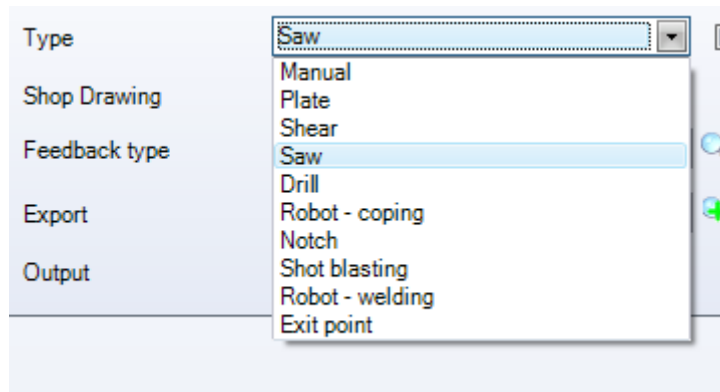 Type
Saw
Manual
Plate
Shear
Saw
Drill
Robot - coping
Notch
Shot blasting
Robot - welding
Exit point
Shop Drawing
Feedback type
Export
Output